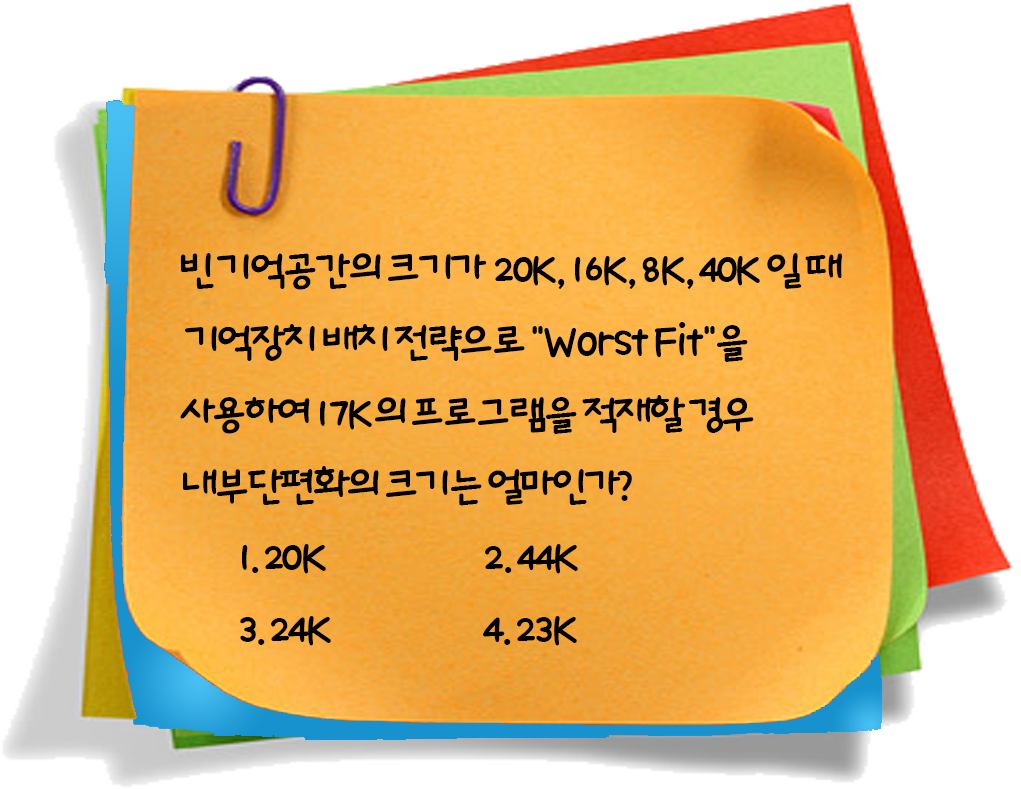 빈 기억공간의 크기가 20K, 16K, 8K, 40K 일 때
기억장치 배치 전략으로 "Worst Fit"을
사용하여 17K의 프로그램을 적재할 경우
내부단편화의 크기는 얼마인가?
1. 20K 2. 44K
3. 24K 4. 23K